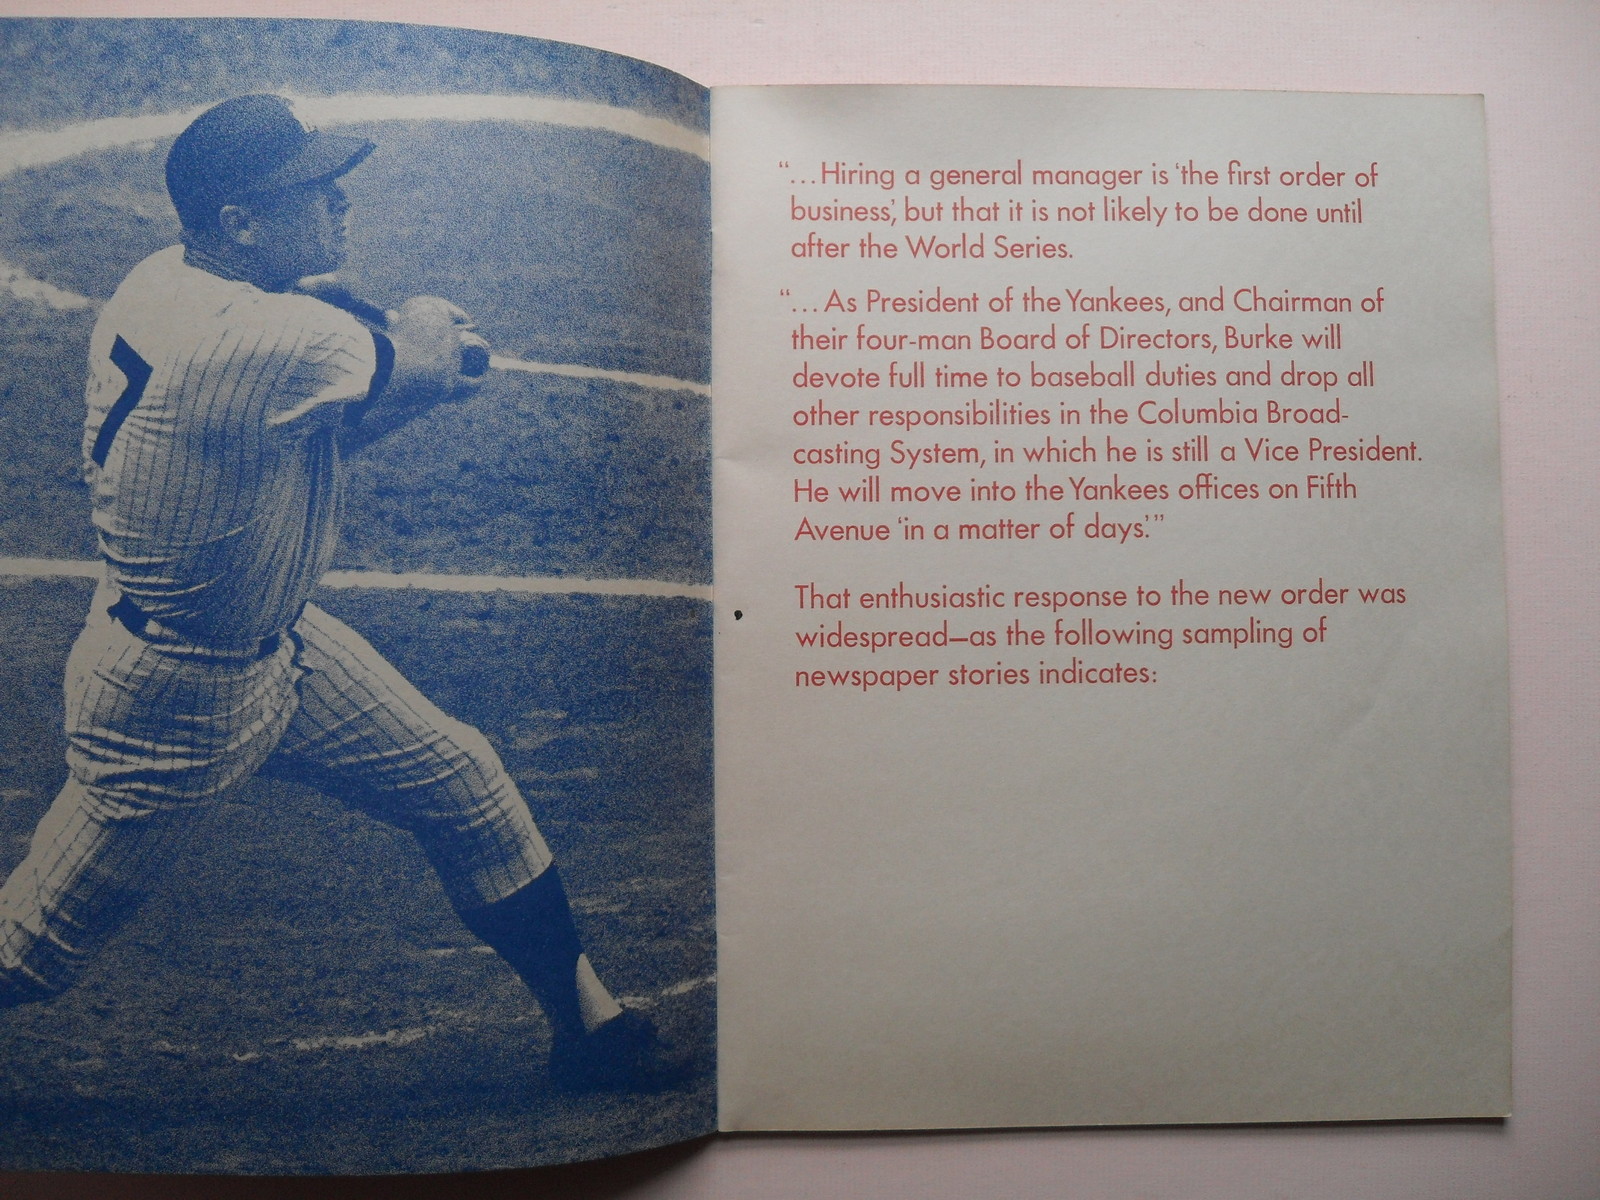 7
“...Hiring a general manager is ‘the first order of
business’, but that it is not likely to be done until
after the World Series.
“...As President of the Yankees, and Chairman of
their four-man Board of Directors, Burke will
devote full time to baseball duties and drop all
other responsibilities in the Columbia Broad-
casting System, in which he is still a Vice President.
He will move into the Yankees offices on Fifth
Avenue ‘in a matter of days.’”
That enthusiastic response to the new order was
widespread—as the following sampling of
newspaper stories indicates: